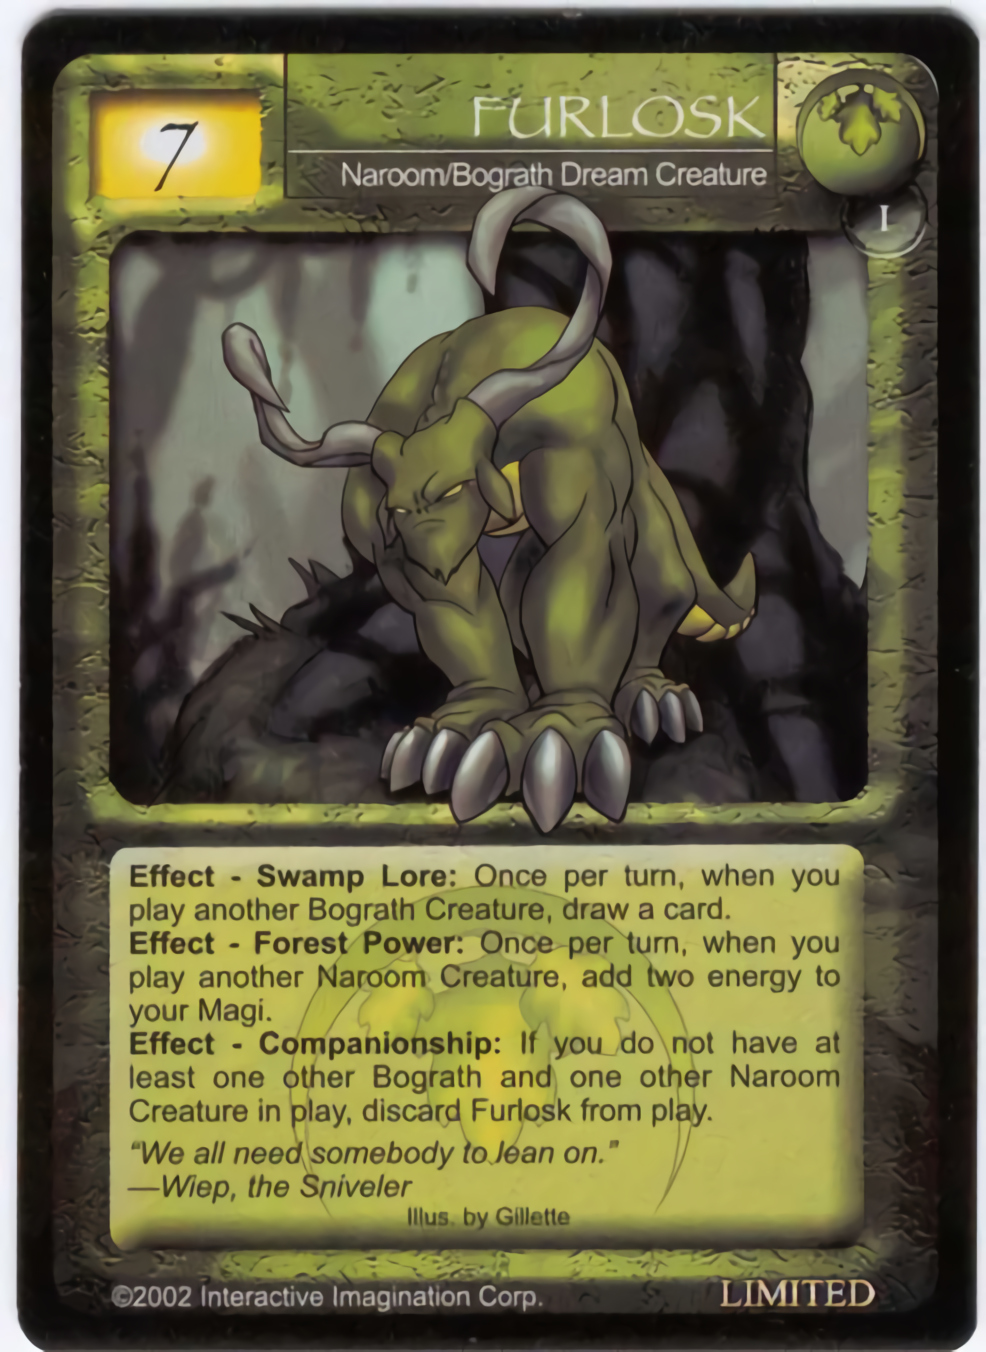 7
FURLOSK
Naroom/Bograth Dream Creature
I
Effect - Swamp Lore: Once per turn, when you
play another Bograth Creature, draw a card.
Effect - Forest Power: Once per turn, when you
play another Naroom Creature, add two energy to
your Magi.
Effect - Companionship: If you do not have at
least one other Bograth and one other Naroom
Creature in play, discard Furlosk from play.
"We all need somebody to lean on."
—Wiep, the Sniveler
Illus. by Gillette
©2002 Interactive Imagination Corp.
LIMITED